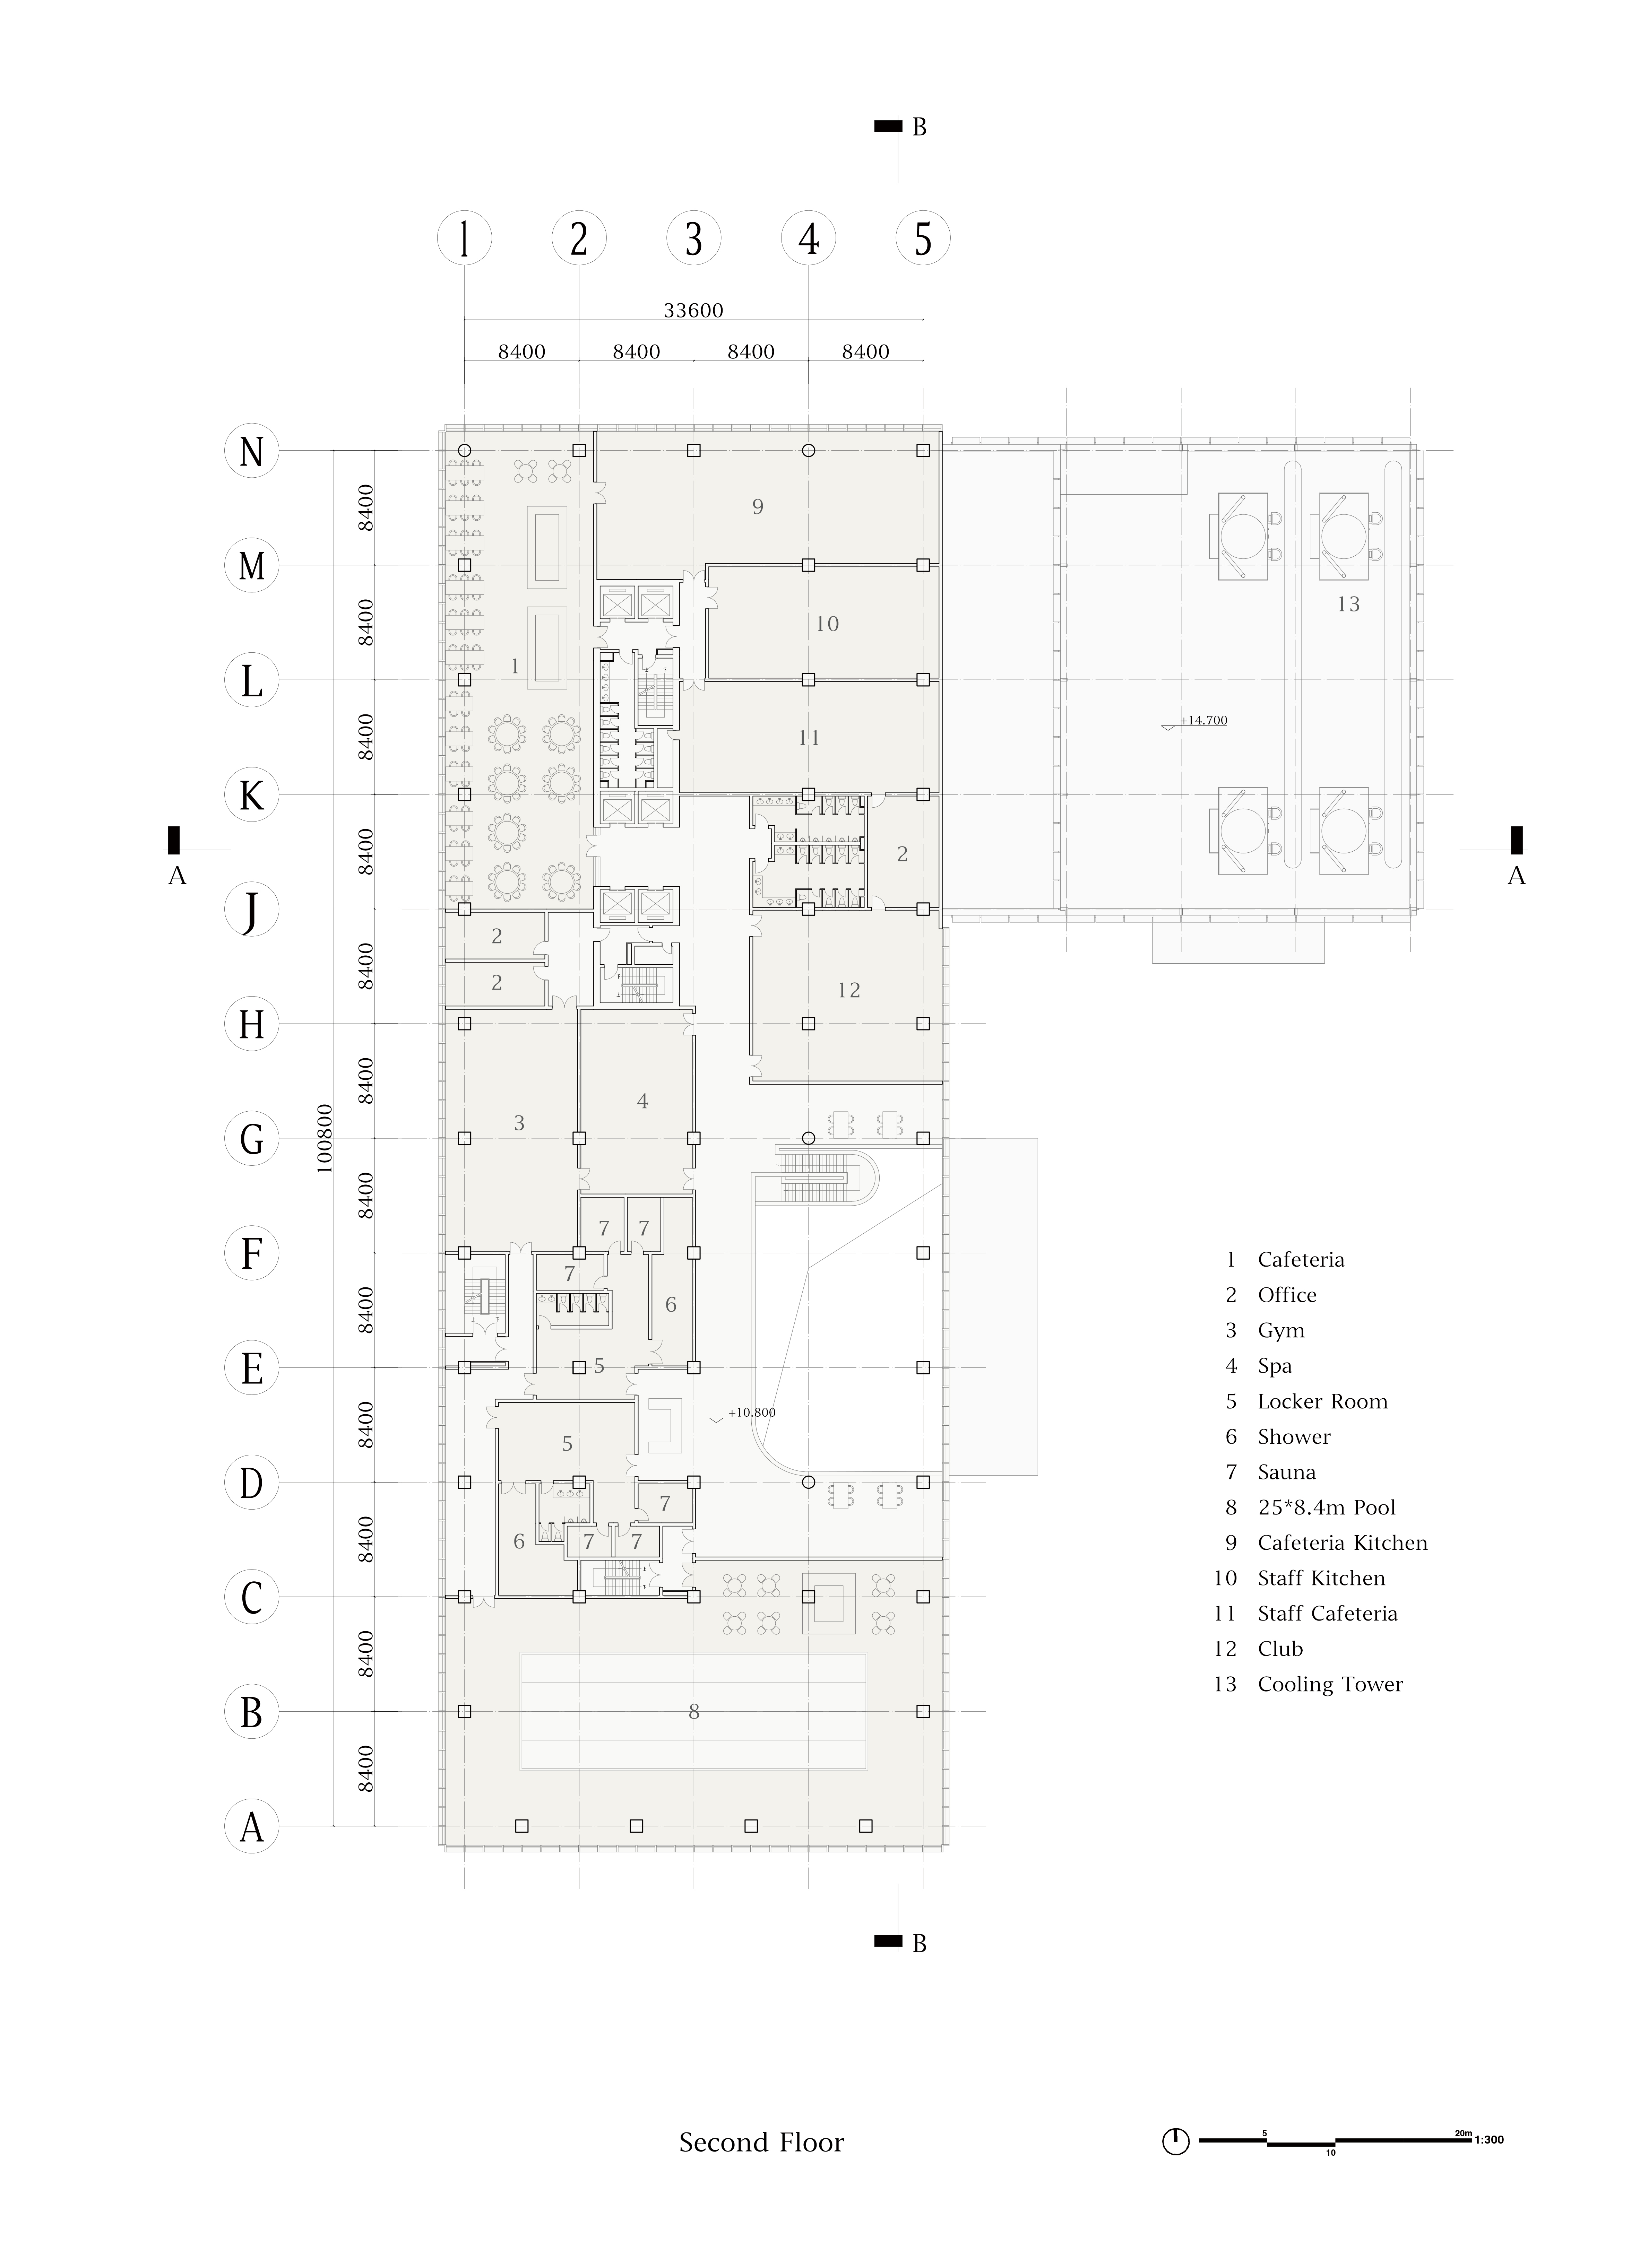 B
1 2 3 4 5
33600
8400 8400 8400 8400
N
8400
9
M
8400
13
10
L
1
+14.700
8400
11
K
8400
2
A
A
J
2
8400
2
12
H
8400
4
3
100800
G
8400
7 7
F
1 Cafeteria
7
2 Office
6
8400
3 Gym
E
5
4 Spa
5 Locker Room
+10.800
8400
5
6 Shower
D
7 Sauna
7
8 25*8.4m Pool
8400
6
7 7
9 Cafeteria Kitchen
C
10 Staff Kitchen
11 Staff Cafeteria
8400
12 Club
B
8
13 Cooling Tower
8400
A
B
Second Floor
5
20m
1:300
10